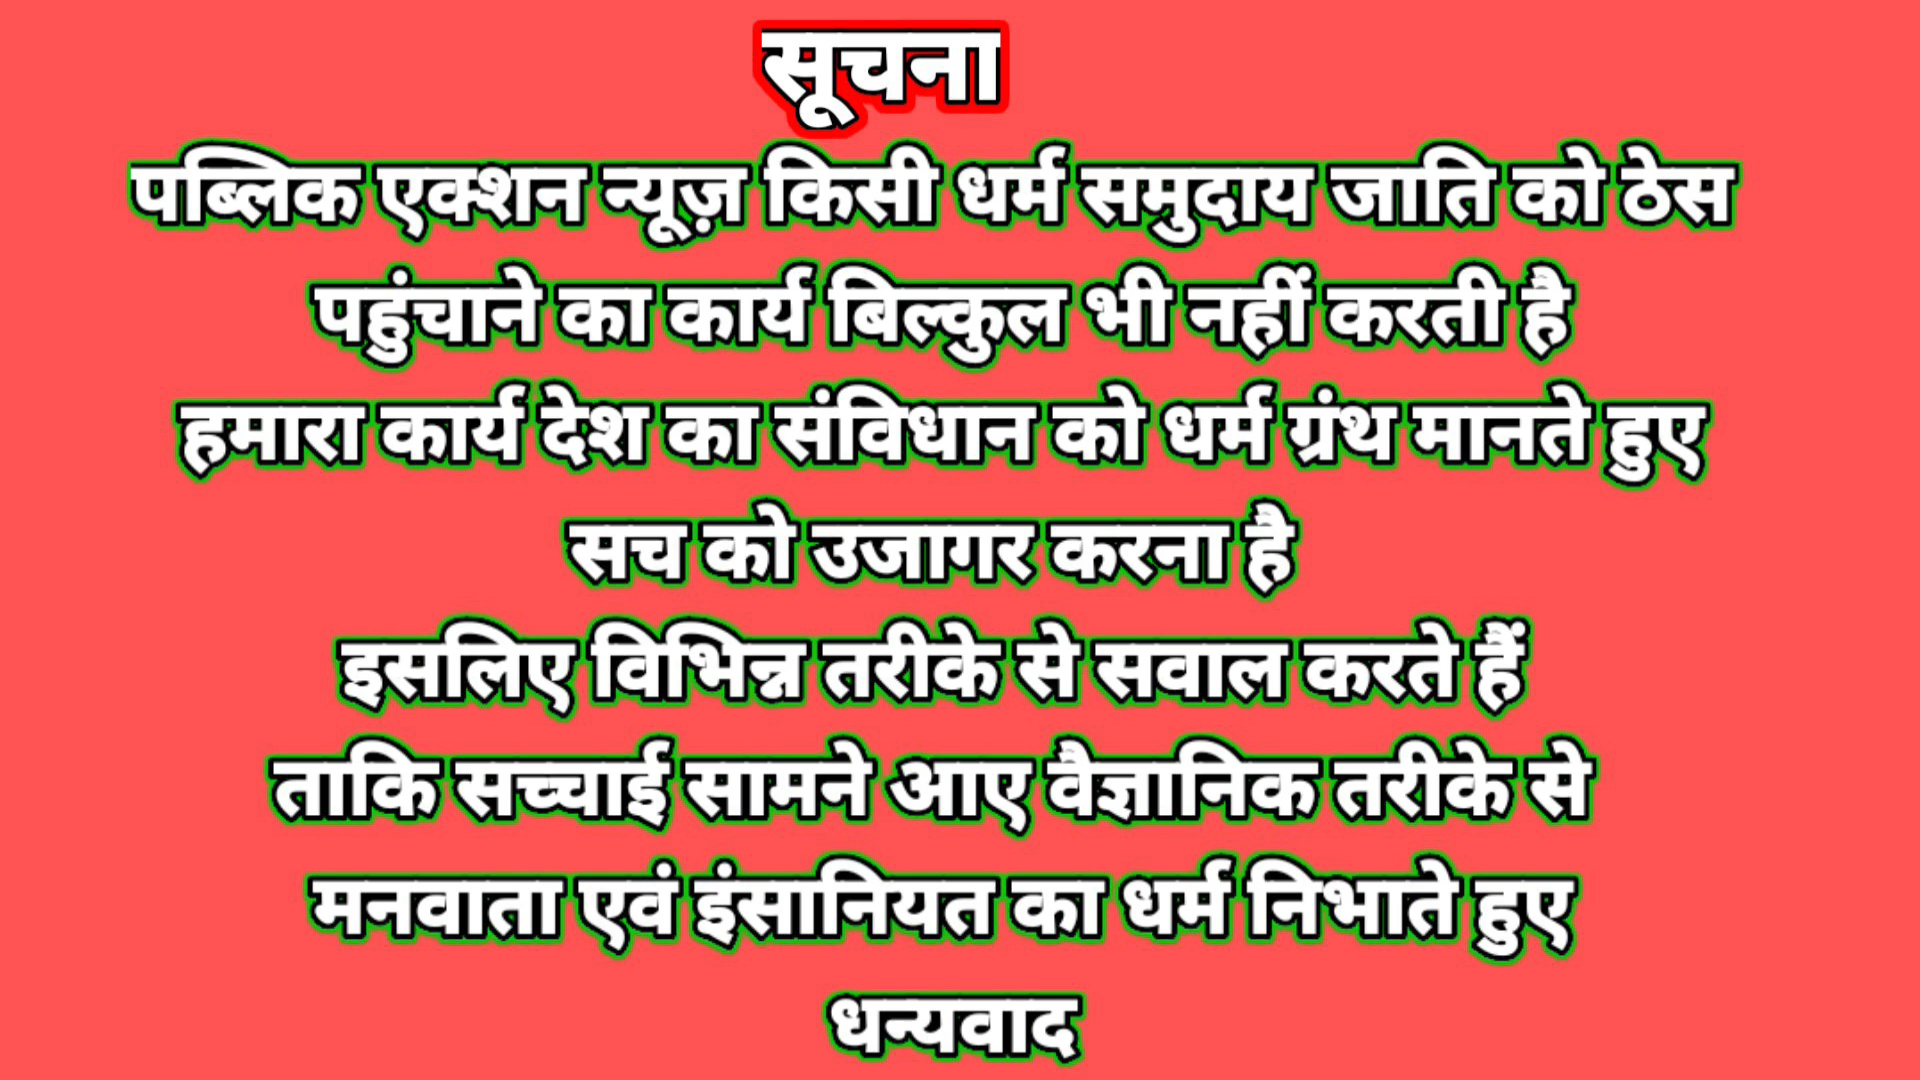 सूचना
पब्लिक एक्शन न्यूज़ किसी धर्म समुदाय जाति को ठेस
पहुंचाने का कार्य बिल्कुल भी नहीं करती है
हमारा कार्य देश का संविधान को धर्म ग्रंथ मानते हुए
सच को उजागर करना है
इसलिए विभिन्न तरीके से सवाल करते हैं
ताकि सच्चाई सामने आए वैज्ञानिक तरीके से
मनवाता एवं इंसानियत का धर्म निभाते हुए
धन्यवाद